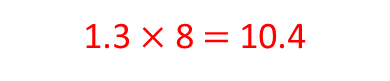 1.3 × 8 = 10.4